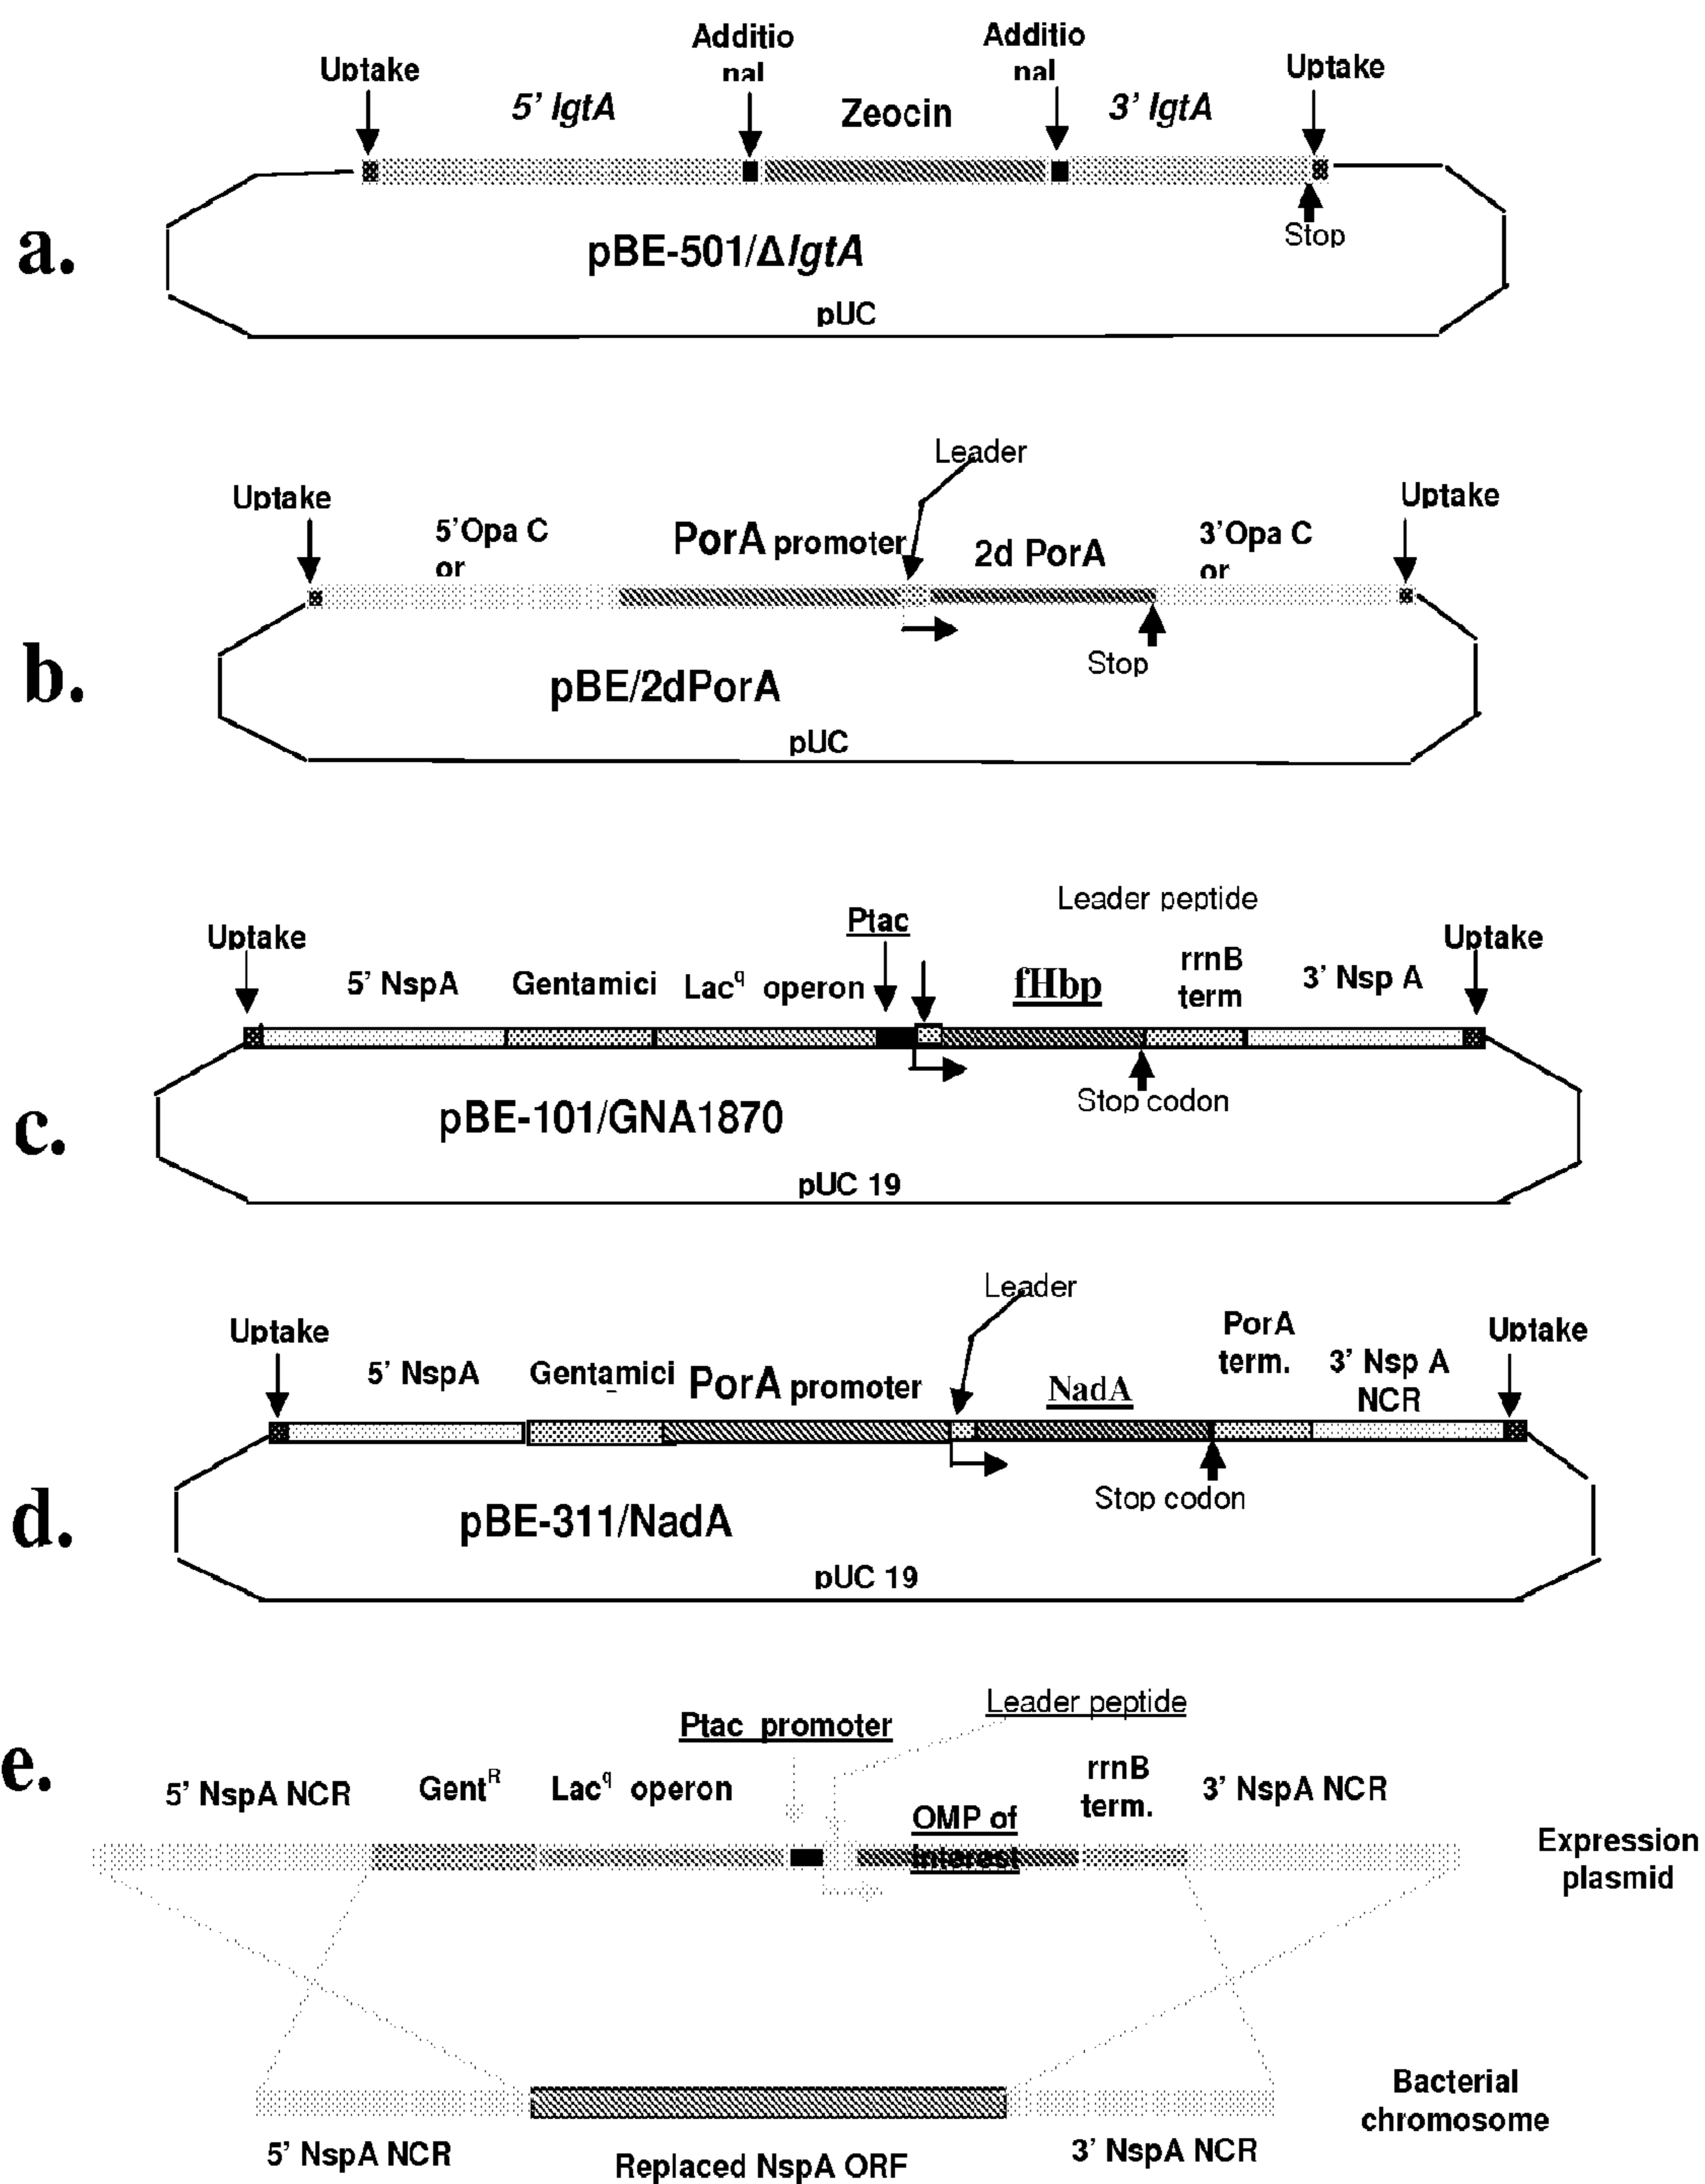 Additio Additio
Uptake nal nal Uptake
5’ lgtA Zeocin 3’ lgtA
Stop
a.
pBE-501/ΔlgtA
pUC
Leader
Uptake Uptake
5’Opa C PorA promoter 2d PorA 3’Opa C
or or
Stop
b.
pBE/2dPorA
pUC
Leader peptide
Ptac
Uptake Uptake
5’ NspA Gentamici Lacq operon fHbp rrnB 3’ Nsp A
term
Stop codon
c.
pBE-101/GNA1870
pUC 19
Leader
Uptake PorA Uptake
5’ NspA Gentamici PorA promoter NadA term. 3’ Nsp A
NCR
Stop codon
d.
pBE-311/NadA
pUC 19
Leader peptide
Ptac promoter
e.
5’ NspA NCR GentR Lacq operon rrnB 3’ NspA NCR
term.
OMP of
interest
Expression
plasmid
Bacterial
chromosome
5’ NspA NCR Replaced NspA ORF 3’ NspA NCR